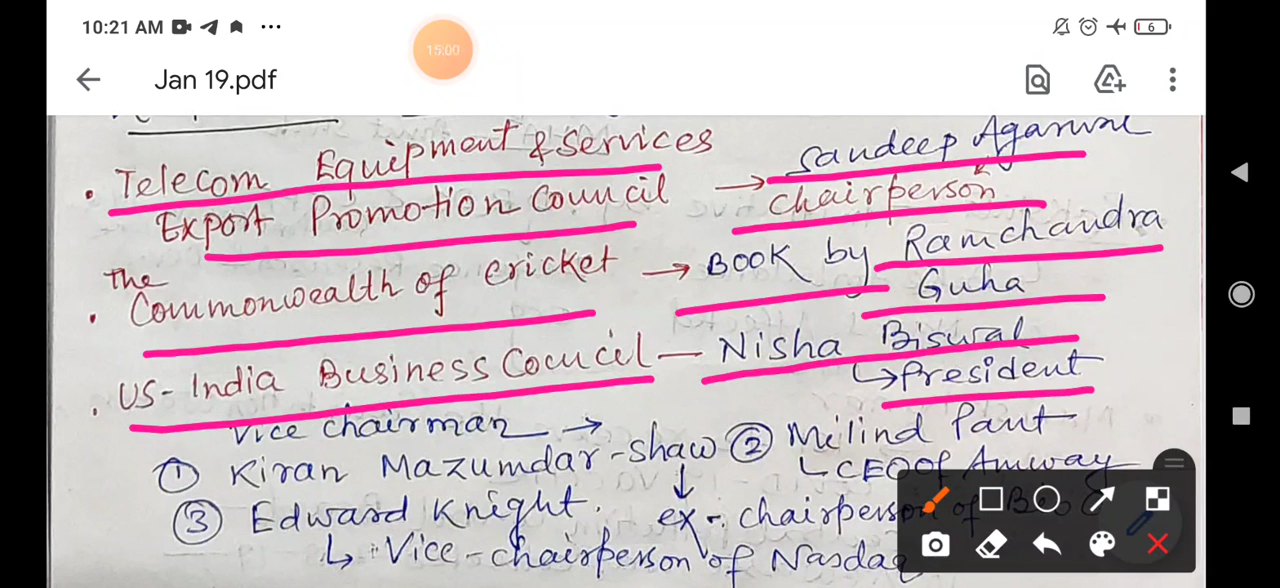 10:21 AM
6
15:00
Jan 19.pdf
• Telecom Equipment & Services Export Promotion Council → Sandeep Agarwal
chairperson
• The Commonwealth of cricket → BOOK by Ramchandra Guha
• US-India Business Council — Nisha Biswal
↳ President
Vice chairman →
① Kiran Mazumdar-shaw ② Milind Pant
↳ CEO of Amway
③ Edward Knight. ex-chairperson of
↳ Vice-chairperson of Nasdaq